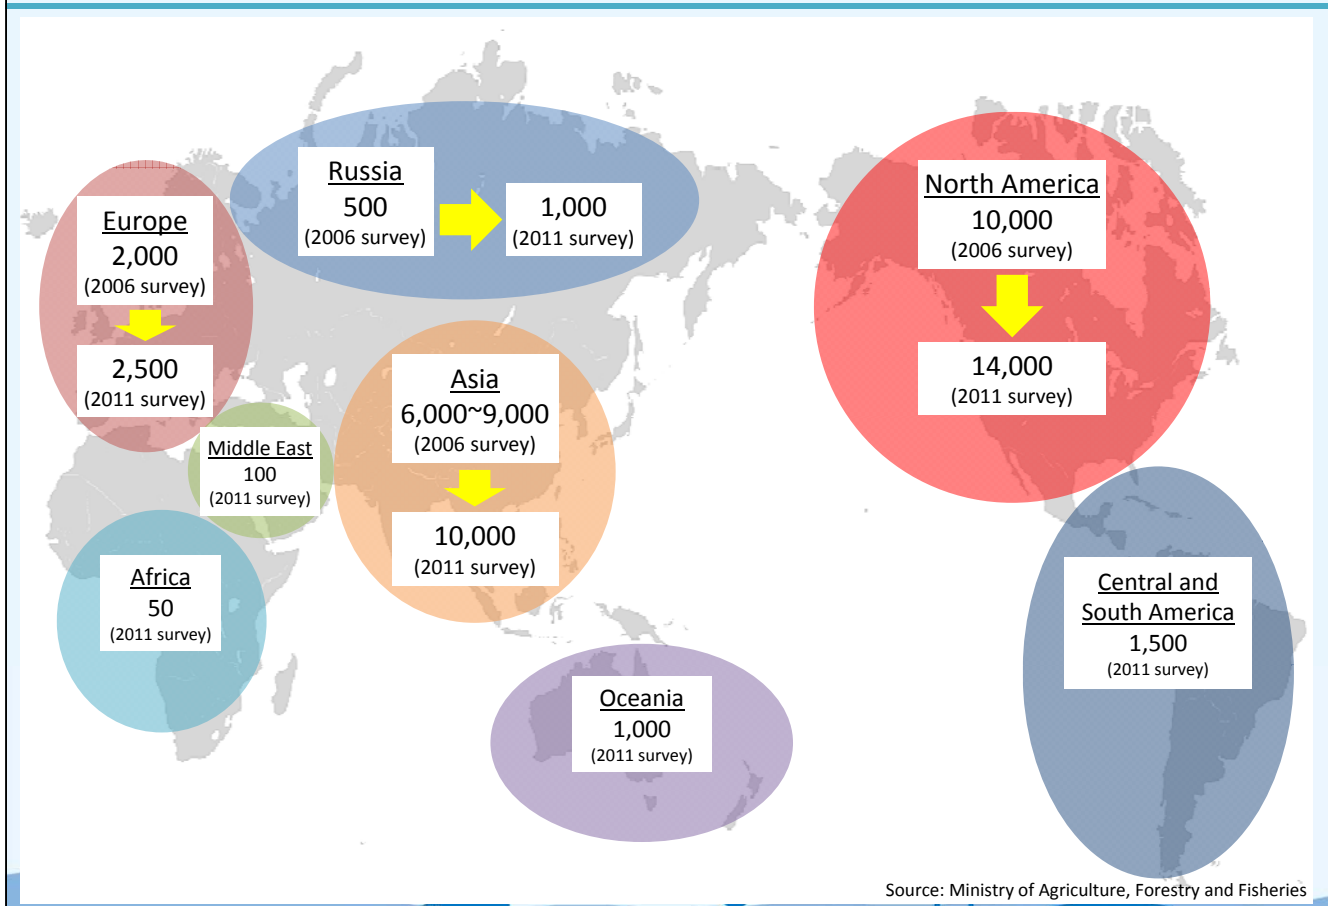 Russia
500
(2006 survey)
1,000
(2011 survey)
North America
10,000
(2006 survey)
14,000
(2011 survey)
Europe
2,000
(2006 survey)
2,500
(2011 survey)
Asia
6,000~9,000
(2006 survey)
10,000
(2011 survey)
Middle East
100
(2011 survey)
Africa
50
(2011 survey)
Central and
South America
1,500
(2011 survey)
Oceania
1,000
(2011 survey)
Source: Ministry of Agriculture, Forestry and Fisheries